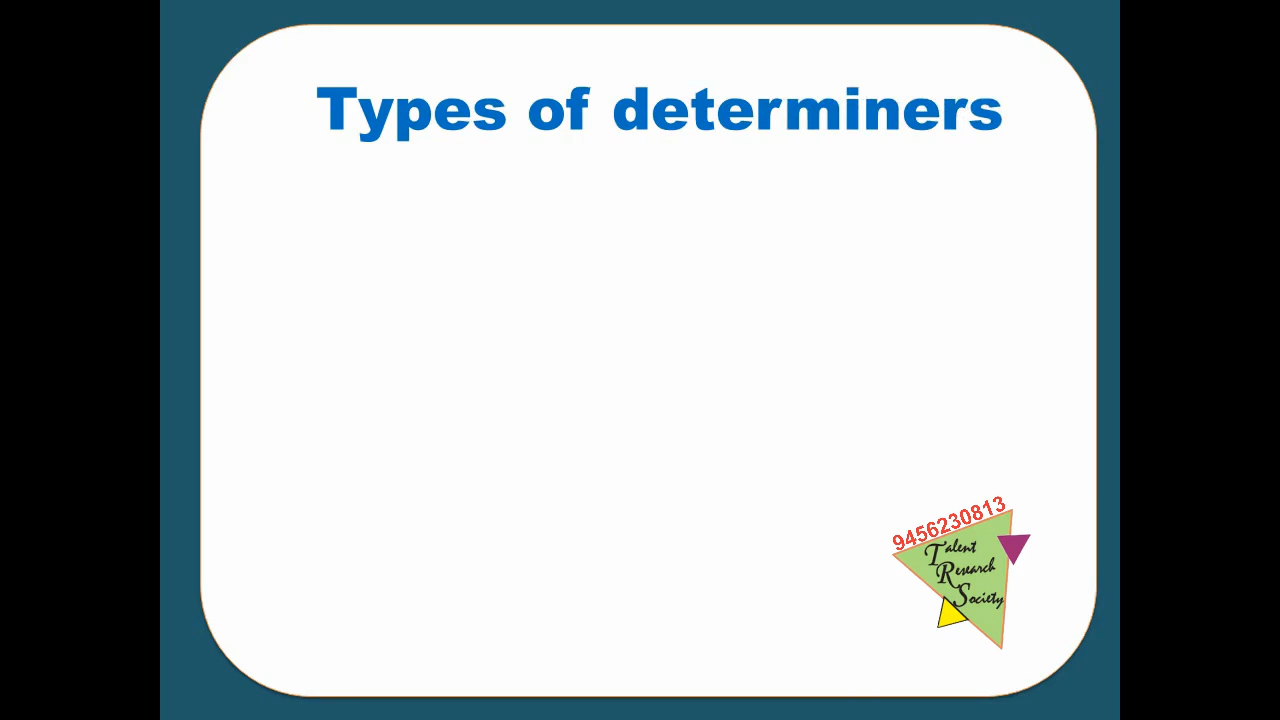 Types of determiners
9456230813
Talent
Research
Society